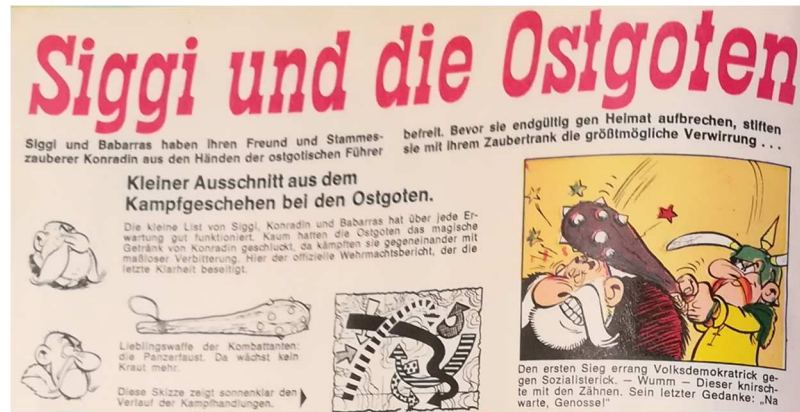 Siggi und die Ostgoten
Siggi und Babarras haben ihren Freund und Stammes-
zauberer Konradin aus den Händen der ostgotischen Führer
befreit. Bevor sie endgültig gen Heimat aufbrechen, stiften
sie mit ihrem Zaubertrank die größtmögliche Verwirrung . . .
Kleiner Ausschnitt aus dem
Kampfgeschehen bei den Ostgoten.
Die kleine List von Siggi, Konradin und Babarras hat über jede Er-
wartung gut funktioniert. Kaum hatten die Ostgoten das magische
Getränk von Konradin geschluckt, da kämpften sie gegeneinander mit
maßloser Verbitterung. Hier der offizielle Wehrmachtsbericht, der die
letzte Klarheit beseitigt.
Lieblingswaffe der Kombattanten:
die Panzerfaust. Da wächst kein
Kraut mehr.
Diese Skizze zeigt sonnenklar den
Verlauf der Kampfhandlungen.
Den ersten Sieg errang Volksdemokratrick ge-
gen Sozialisterick. — Wumm — Dieser knirsch-
te mit den Zähnen. Sein letzter Gedanke: „Na
warte, Genosse!"